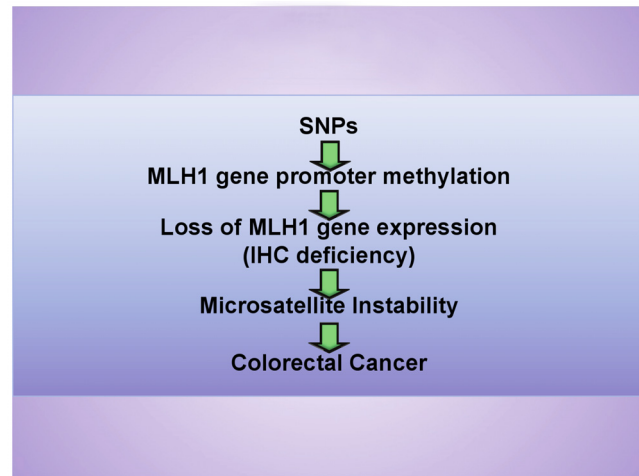 SNPs
MLH1 gene promoter methylation
Loss of MLH1 gene expression
(IHC deficiency)
Microsatellite Instability
Colorectal Cancer